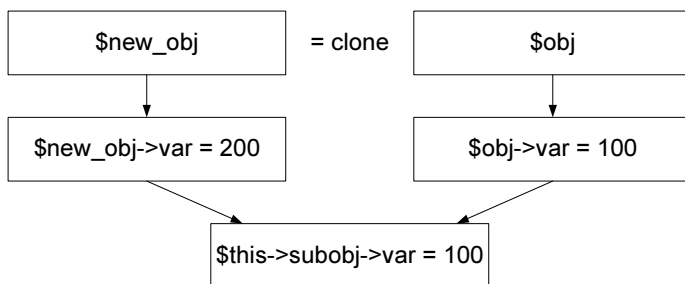 $new_obj = clone $obj
$new_obj->var = 200 $obj->var = 100
$this->subobj->var = 100